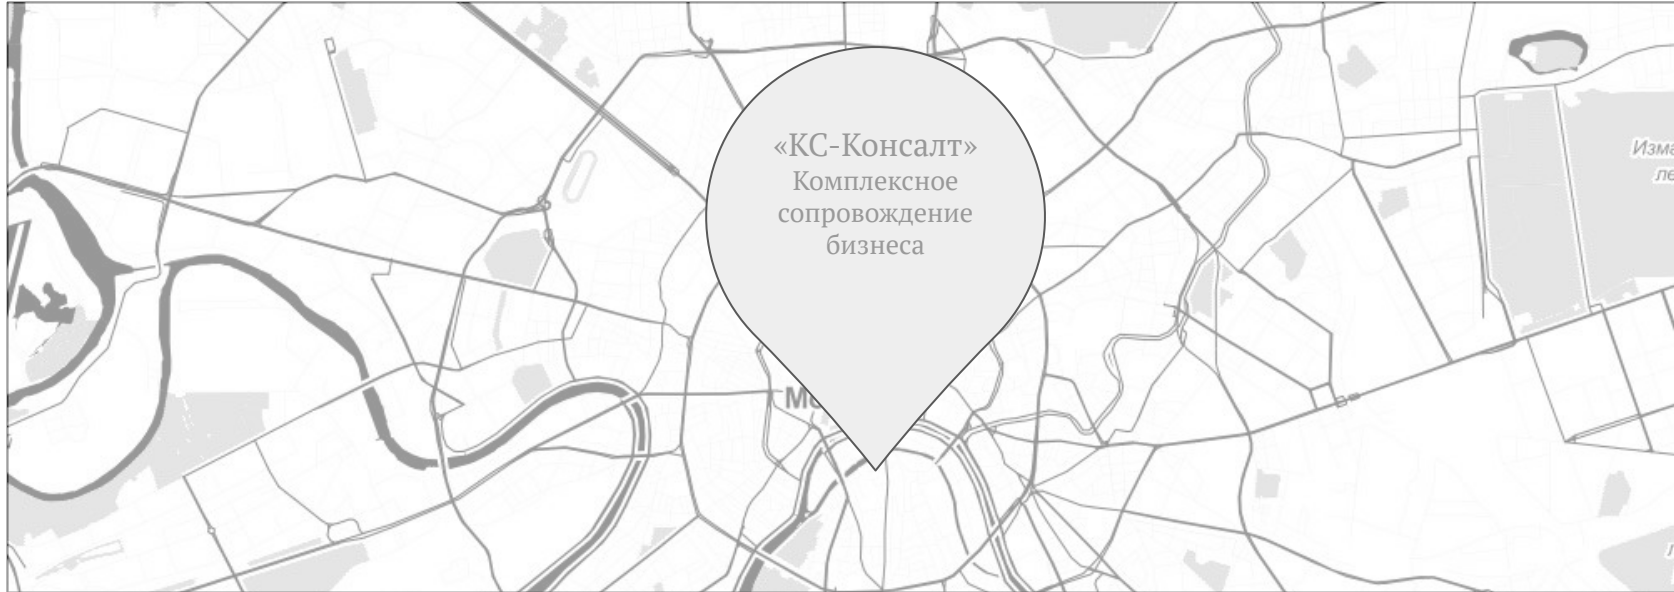 «КС-Консалт»
Комплексное
сопровождение
бизнеса